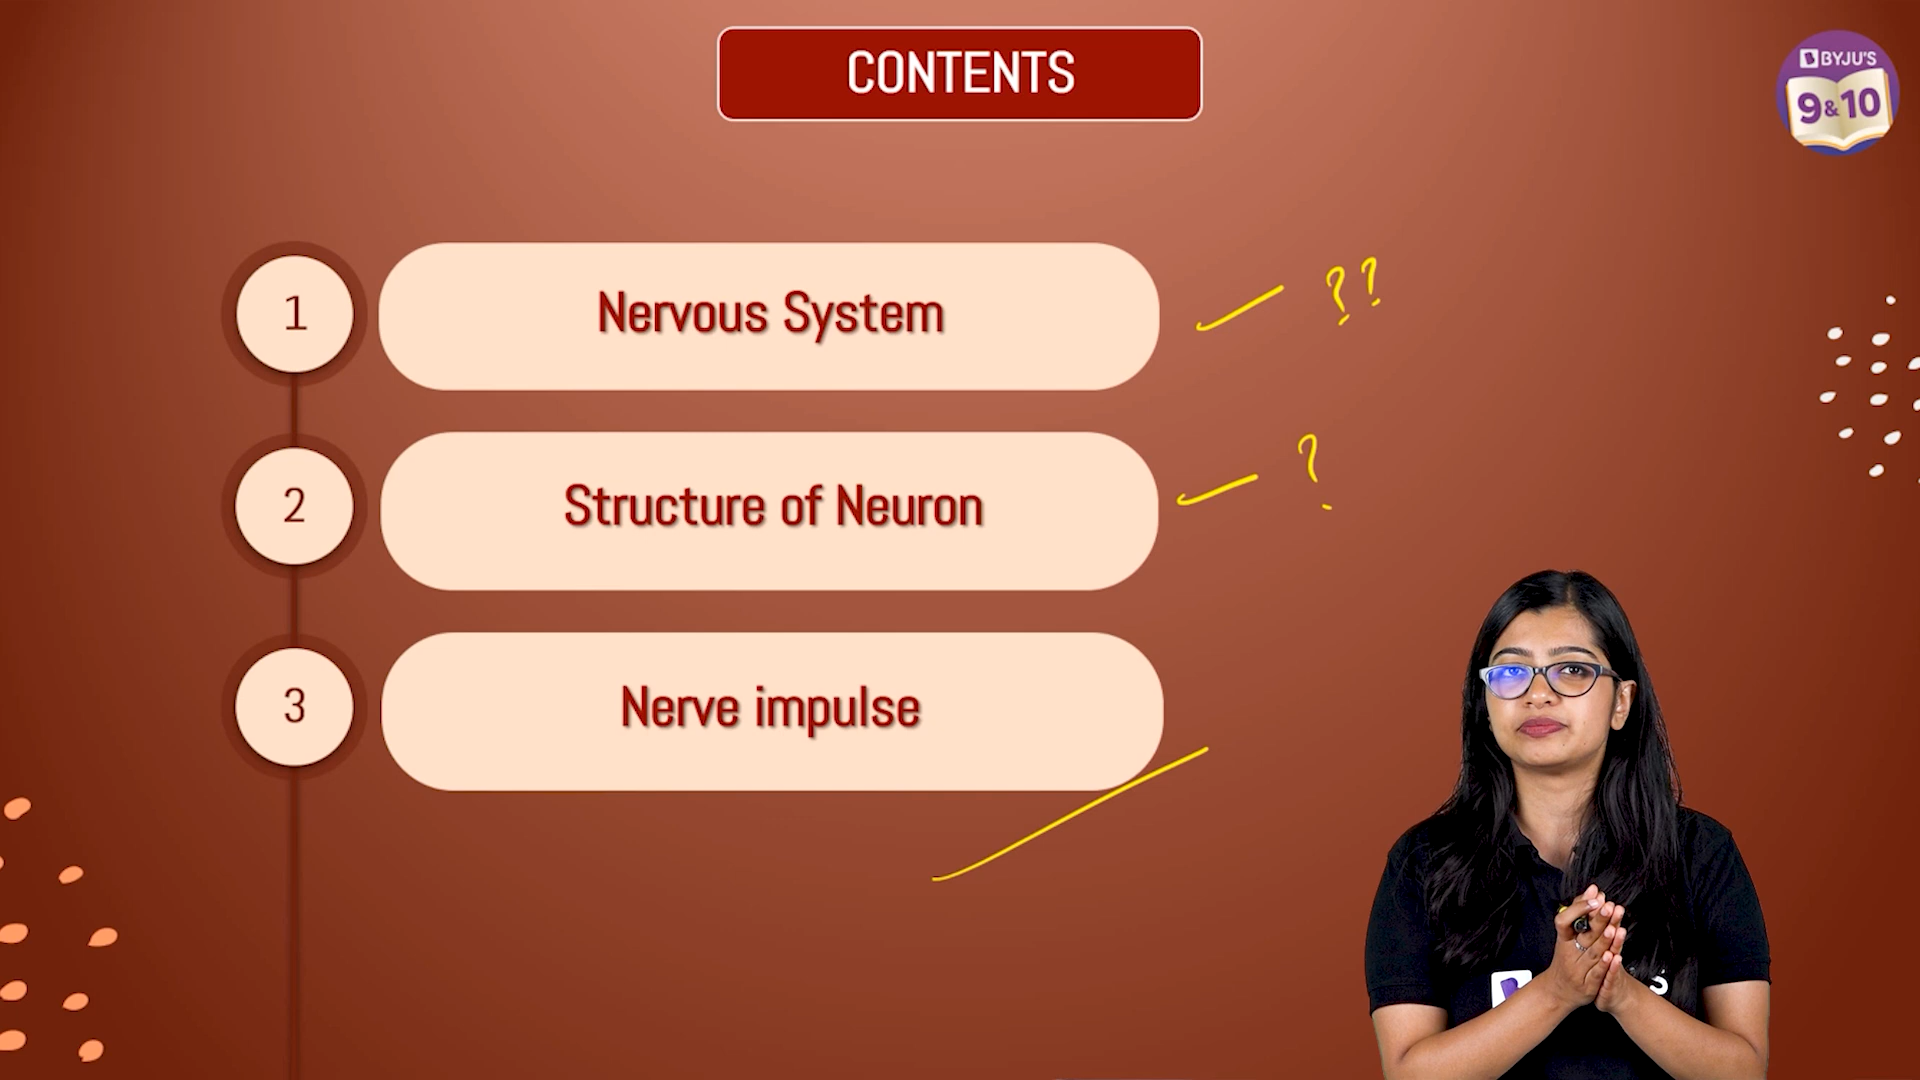 CONTENTS
BYJU'S
9&10
1
Nervous System
??
2
Structure of Neuron
?
3
Nerve impulse